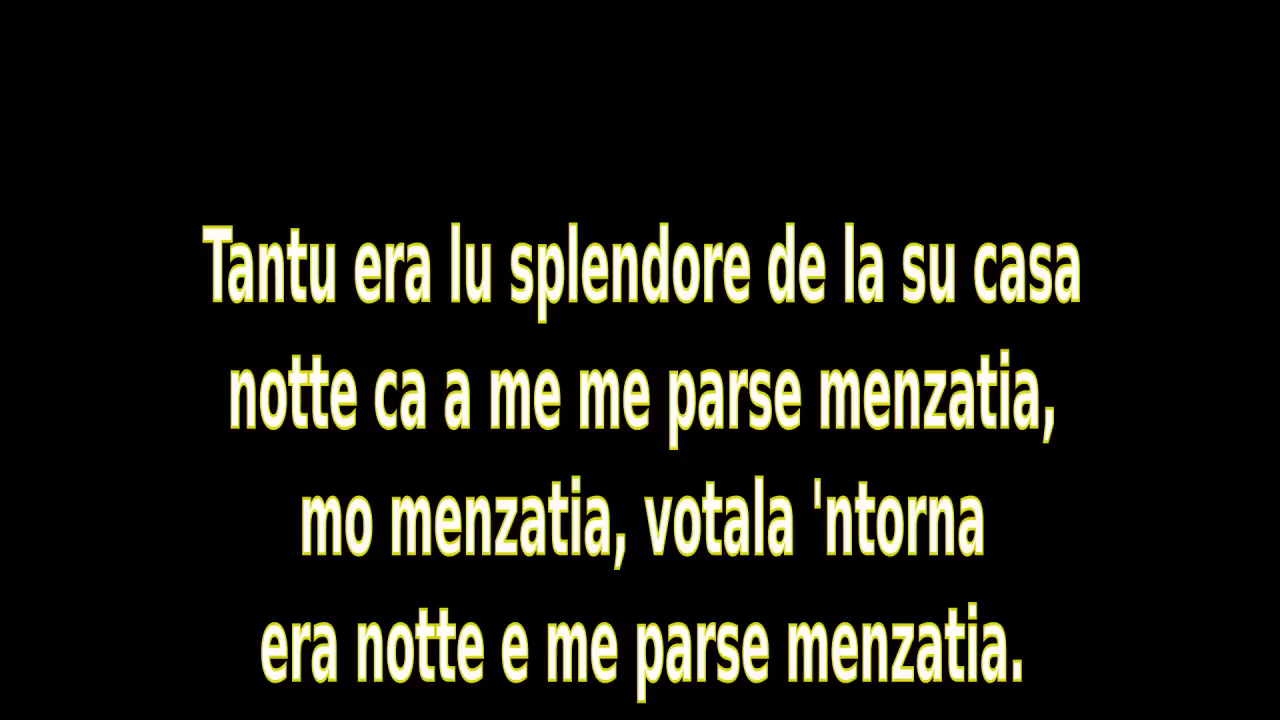 Tantu era lu splendore de la su casa
notte ca a me me parse menzatia,
mo menzatia, votala 'ntorna
era notte e me parse menzatia.